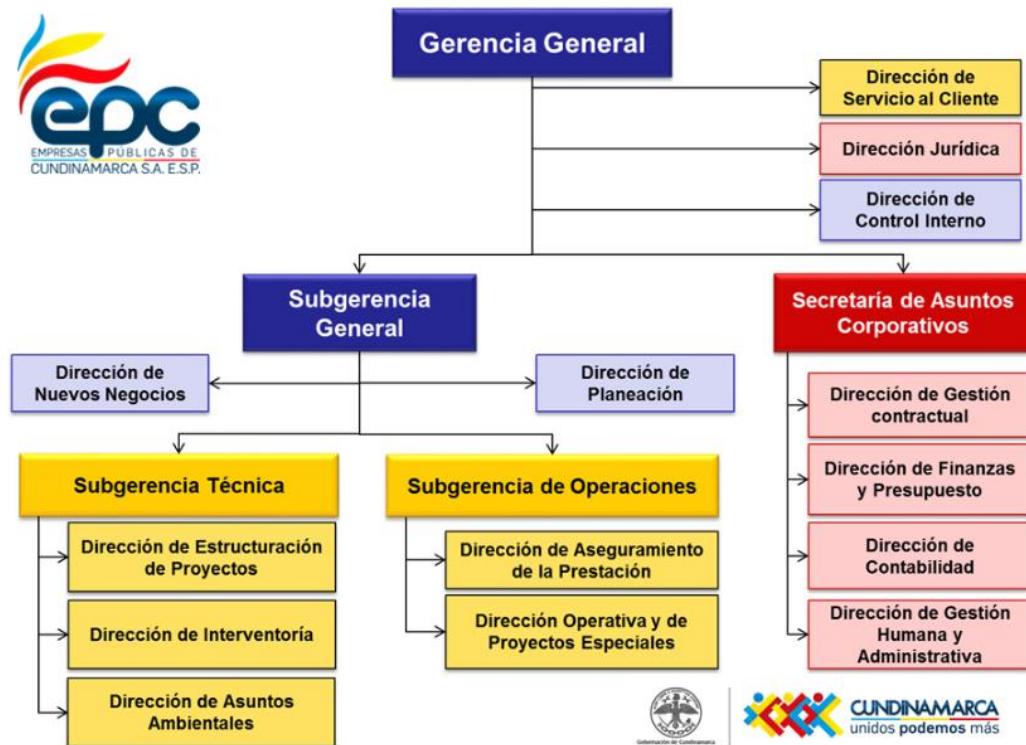 Gerencia General
epc
EMPRESAS PÚBLICAS DE
CUNDINAMARCA S.A. E.S.P.
Dirección de
Servicio al Cliente
Dirección Jurídica
Dirección de
Control Interno
Subgerencia
General
Secretaría de Asuntos
Corporativos
Dirección de
Nuevos Negocios
Dirección de
Planeación
Subgerencia Técnica
Dirección de Estructuración
de Proyectos
Dirección de Interventoría
Dirección de Asuntos
Ambientales
Subgerencia de Operaciones
Dirección de Aseguramiento
de la Prestación
Dirección Operativa y de
Proyectos Especiales
Dirección de Gestión
contractual
Dirección de Finanzas
y Presupuesto
Dirección de
Contabilidad
Dirección de Gestión
Humana y
Administrativa
Gobernación de Cundinamarca
CUNDINAMARCA
unidos podemos más